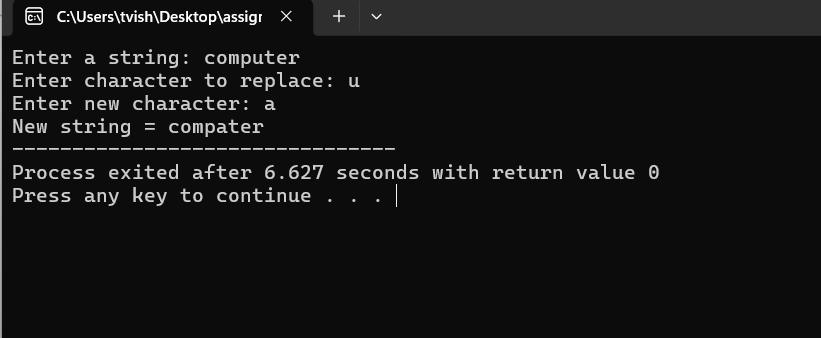 C:\Users\tvish\Desktop\assigr
Enter a string: computer
Enter character to replace: u
Enter new character: a
New string = compater
--------------------------------
Process exited after 6.627 seconds with return value 0
Press any key to continue . . .